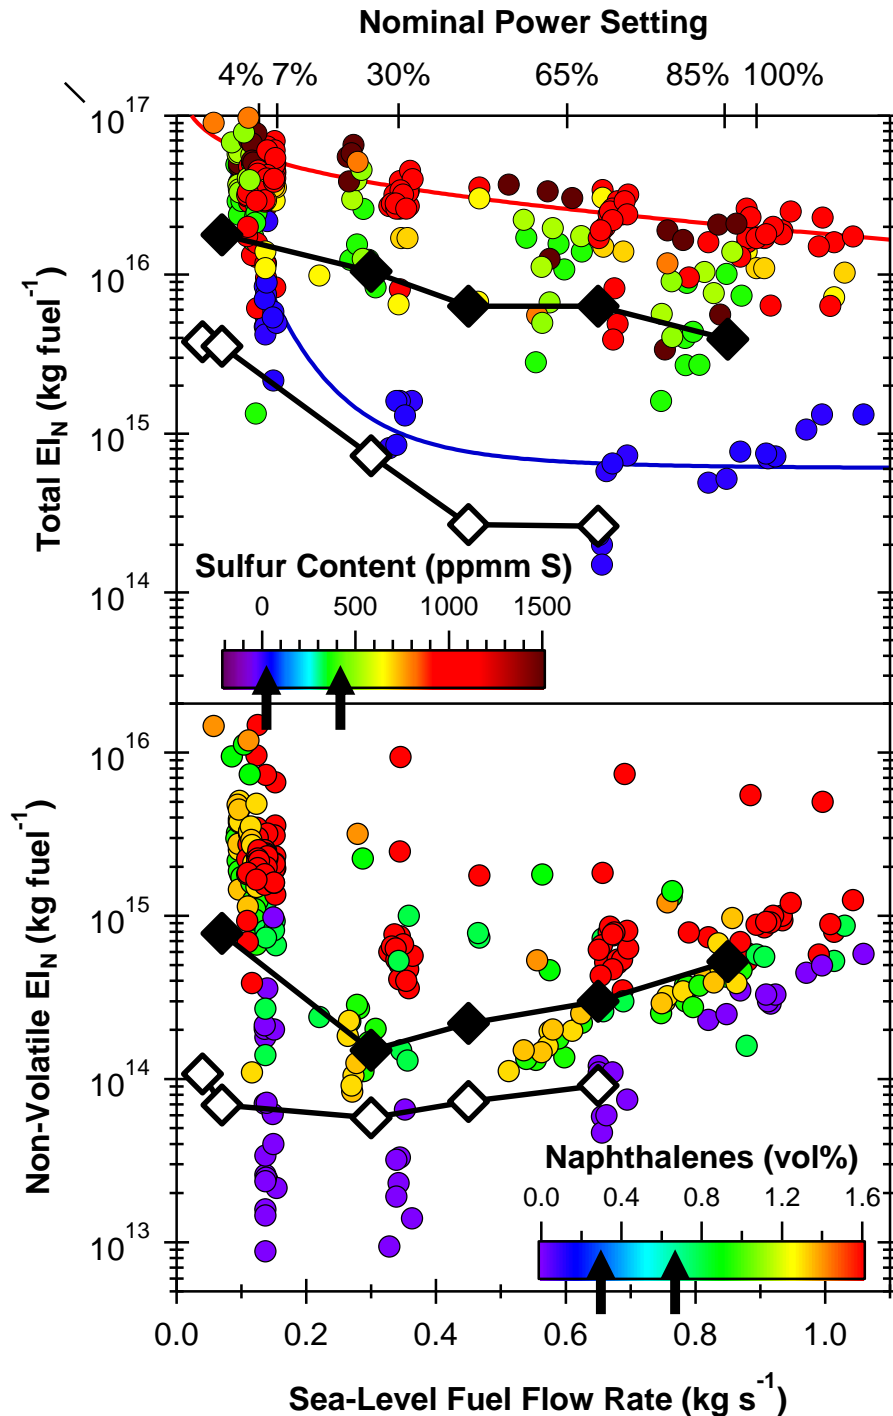 Nominal Power Setting
4% 7% 30% 65% 85% 100%
10^17
10^16
10^15
10^14
Total EI_N (kg fuel^-1)
Sulfur Content (ppmm S)
0 500 1000 1500
10^16
10^15
10^14
10^13
Non-Volatile EI_N (kg fuel^-1)
Naphthalenes (vol%)
0.0 0.4 0.8 1.2 1.6
0.0 0.2 0.4 0.6 0.8 1.0
Sea-Level Fuel Flow Rate (kg s^-1)